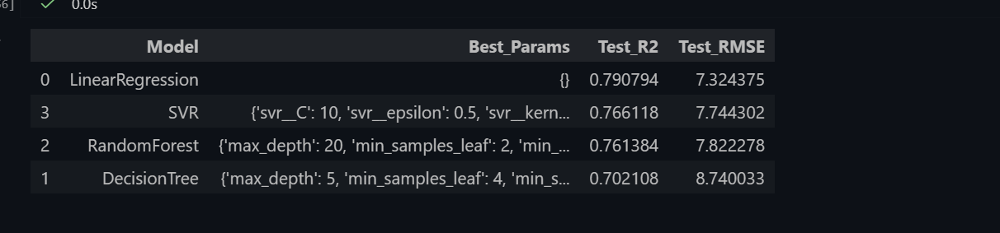 6] 0.0s
Model Best_Params Test_R2 Test_RMSE
0 LinearRegression {} 0.790794 7.324375
3 SVR {'svr__C': 10, 'svr__epsilon': 0.5, 'svr__kern... 0.766118 7.744302
2 RandomForest {'max_depth': 20, 'min_samples_leaf': 2, 'min_... 0.761384 7.822278
1 DecisionTree {'max_depth': 5, 'min_samples_leaf': 4, 'min_s... 0.702108 8.740033